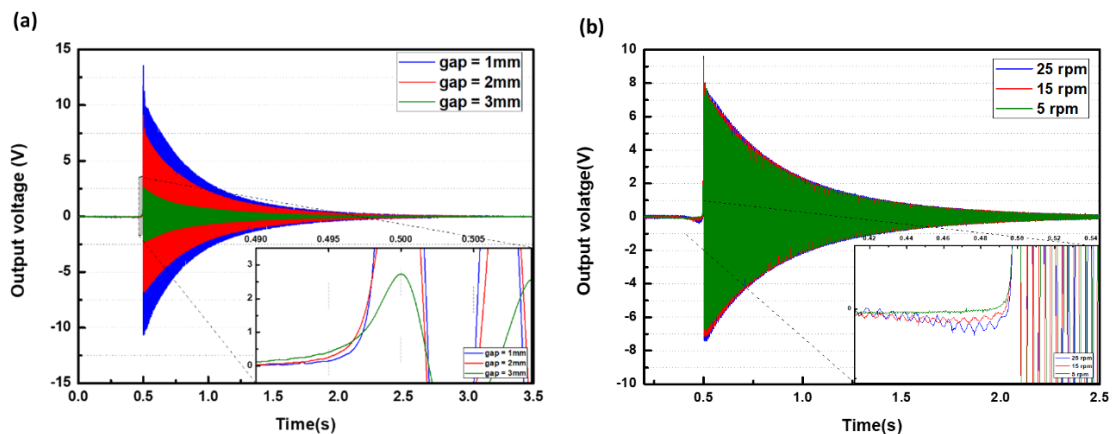 (a)
(b)
15
10
5
0
-5
-10
-15
Output voltage (V)
gap = 1mm
gap = 2mm
gap = 3mm
0.490 0.495 0.500 0.505
3
2
1
0
gap = 1mm
gap = 2mm
gap = 3mm
0.5 1.0 1.5 2.0 2.5 3.0 3.5
Time(s)
10
8
6
4
2
0
-2
-4
-6
-8
-10
Output voltatge(V)
25 rpm
15 rpm
5 rpm
0.42 0.44 0.46 0.48 0.50 0.52 0.54
0
25 rpm
15 rpm
5 rpm
0.5 1.0 1.5 2.0 2.5
Time(s)